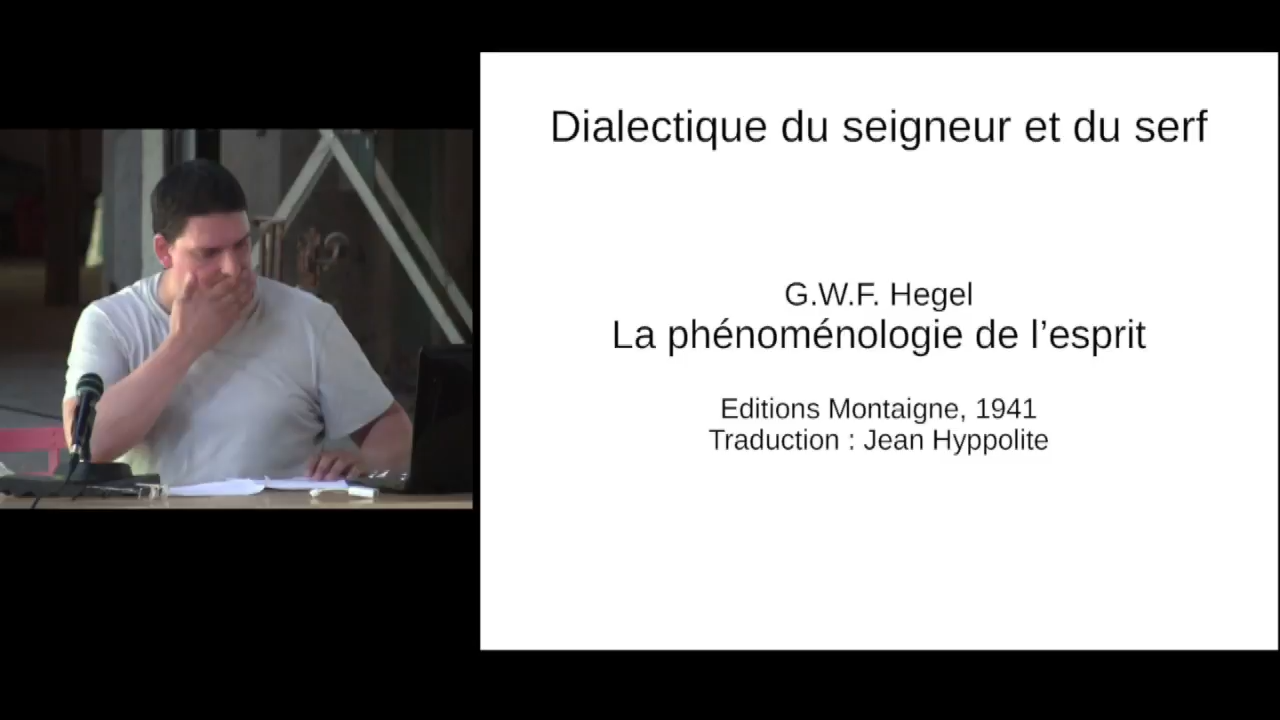 Dialectique du seigneur et du serf
G.W.F. Hegel
La phénoménologie de l’esprit
Editions Montaigne, 1941
Traduction : Jean Hyppolite